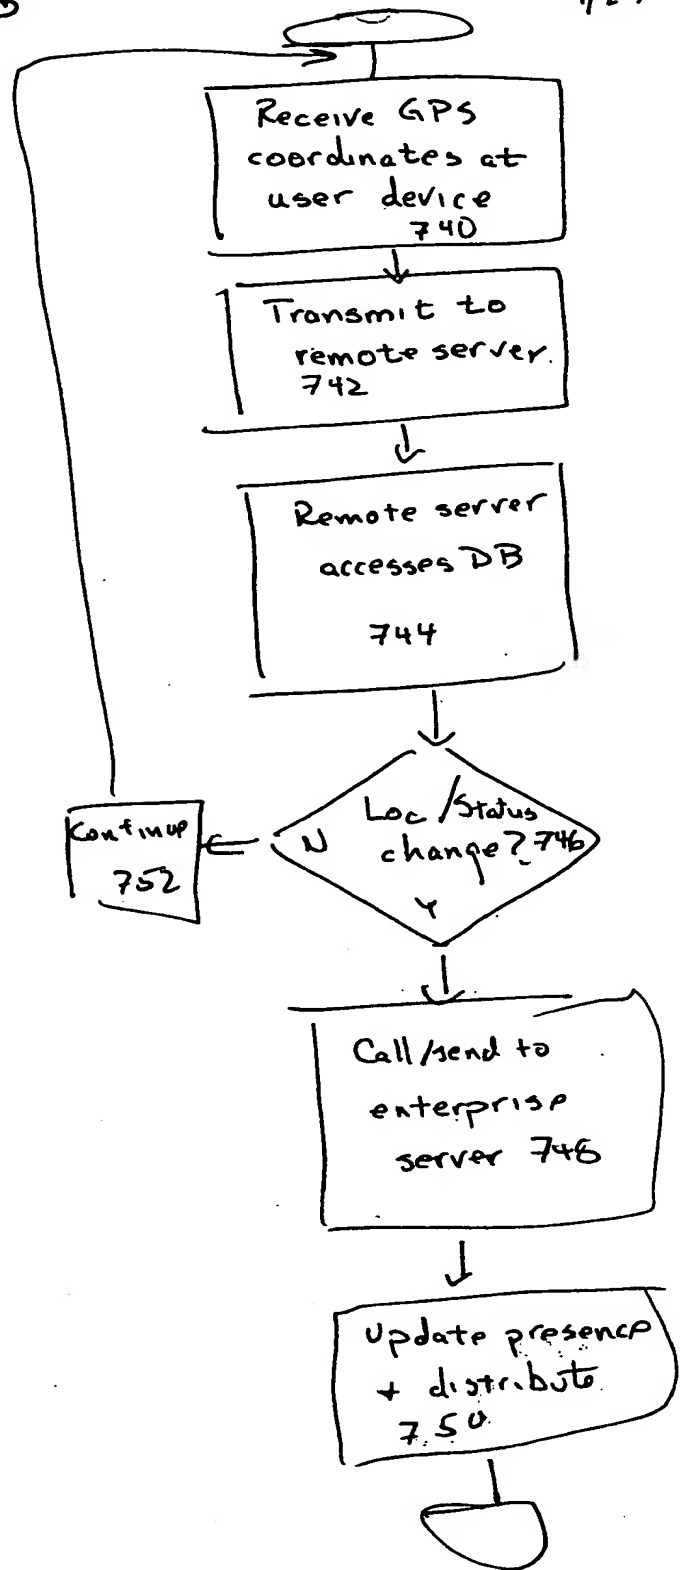 Receive GPS
coordinates at
user device
740
Transmit to
remote server.
742
Remote server
accesses DB
744
Loc/Status
change? 746
N
Y
Continue
752
Call/send to
enterprise
server 748
Update presence
+ distribute
750